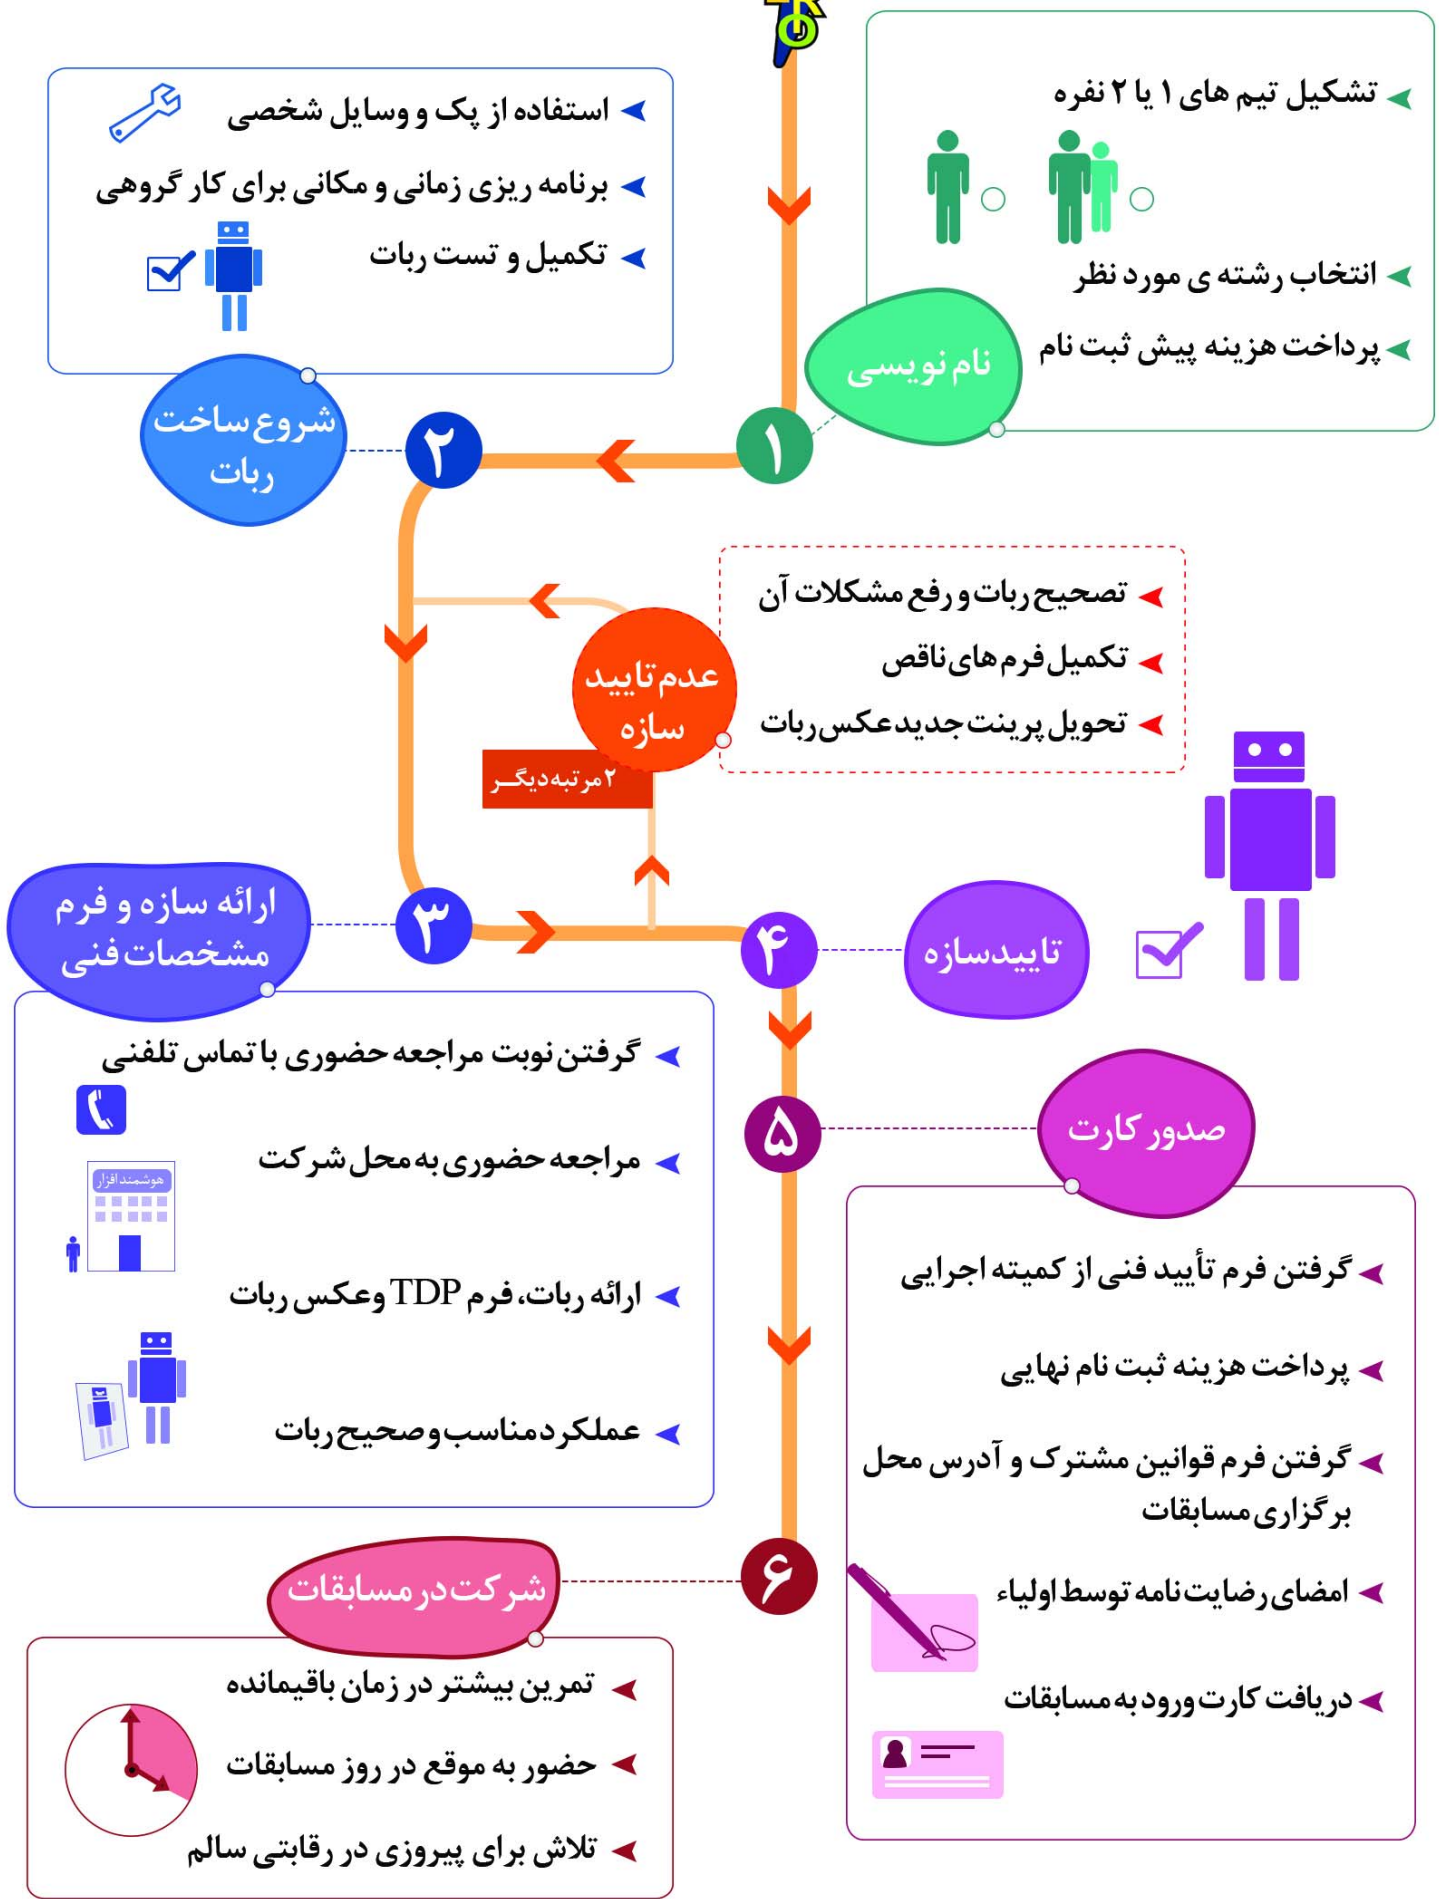 تشکیل تیم های ۱ یا ۲ نفره
انتخاب رشته ی مورد نظر
پرداخت هزینه پیش ثبت نام
نام نویسی
۱
استفاده از پک و وسایل شخصی
برنامه ریزی زمانی و مکانی برای کار گروهی
تکمیل و تست ربات
شروع ساخت
ربات
۲
تصحیح ربات و رفع مشکلات آن
تکمیل فرم های ناقص
تحویل پرینت جدید عکس ربات
عدم تایید
سازه
۲ مرتبه دیگر
ارائه سازه و فرم
مشخصات فنی
۳
گرفتن نوبت مراجعه حضوری با تماس تلفنی
مراجعه حضوری به محل شرکت
هوشمند افزار
ارائه ربات، فرم TDP و عکس ربات
عملکرد مناسب و صحیح ربات
۴
تایید سازه
۵
صدور کارت
گرفتن فرم تأیید فنی از کمیته اجرایی
پرداخت هزینه ثبت نام نهایی
گرفتن فرم قوانین مشترک و آدرس محل
برگزاری مسابقات
امضای رضایت نامه توسط اولیاء
دریافت کارت ورود به مسابقات
۶
شرکت در مسابقات
تمرین بیشتر در زمان باقیمانده
حضور به موقع در روز مسابقات
تلاش برای پیروزی در رقابتی سالم